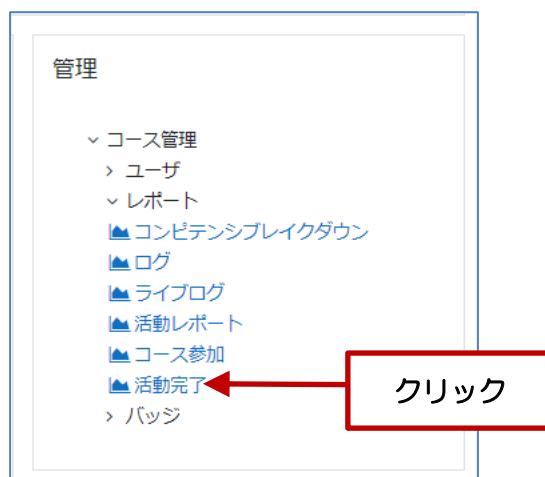 管理
コース管理
ユーザ
レポート
コンピテンシブレイクダウン
ログ
ライブログ
活動レポート
コース参加
活動完了
クリック
バッジ